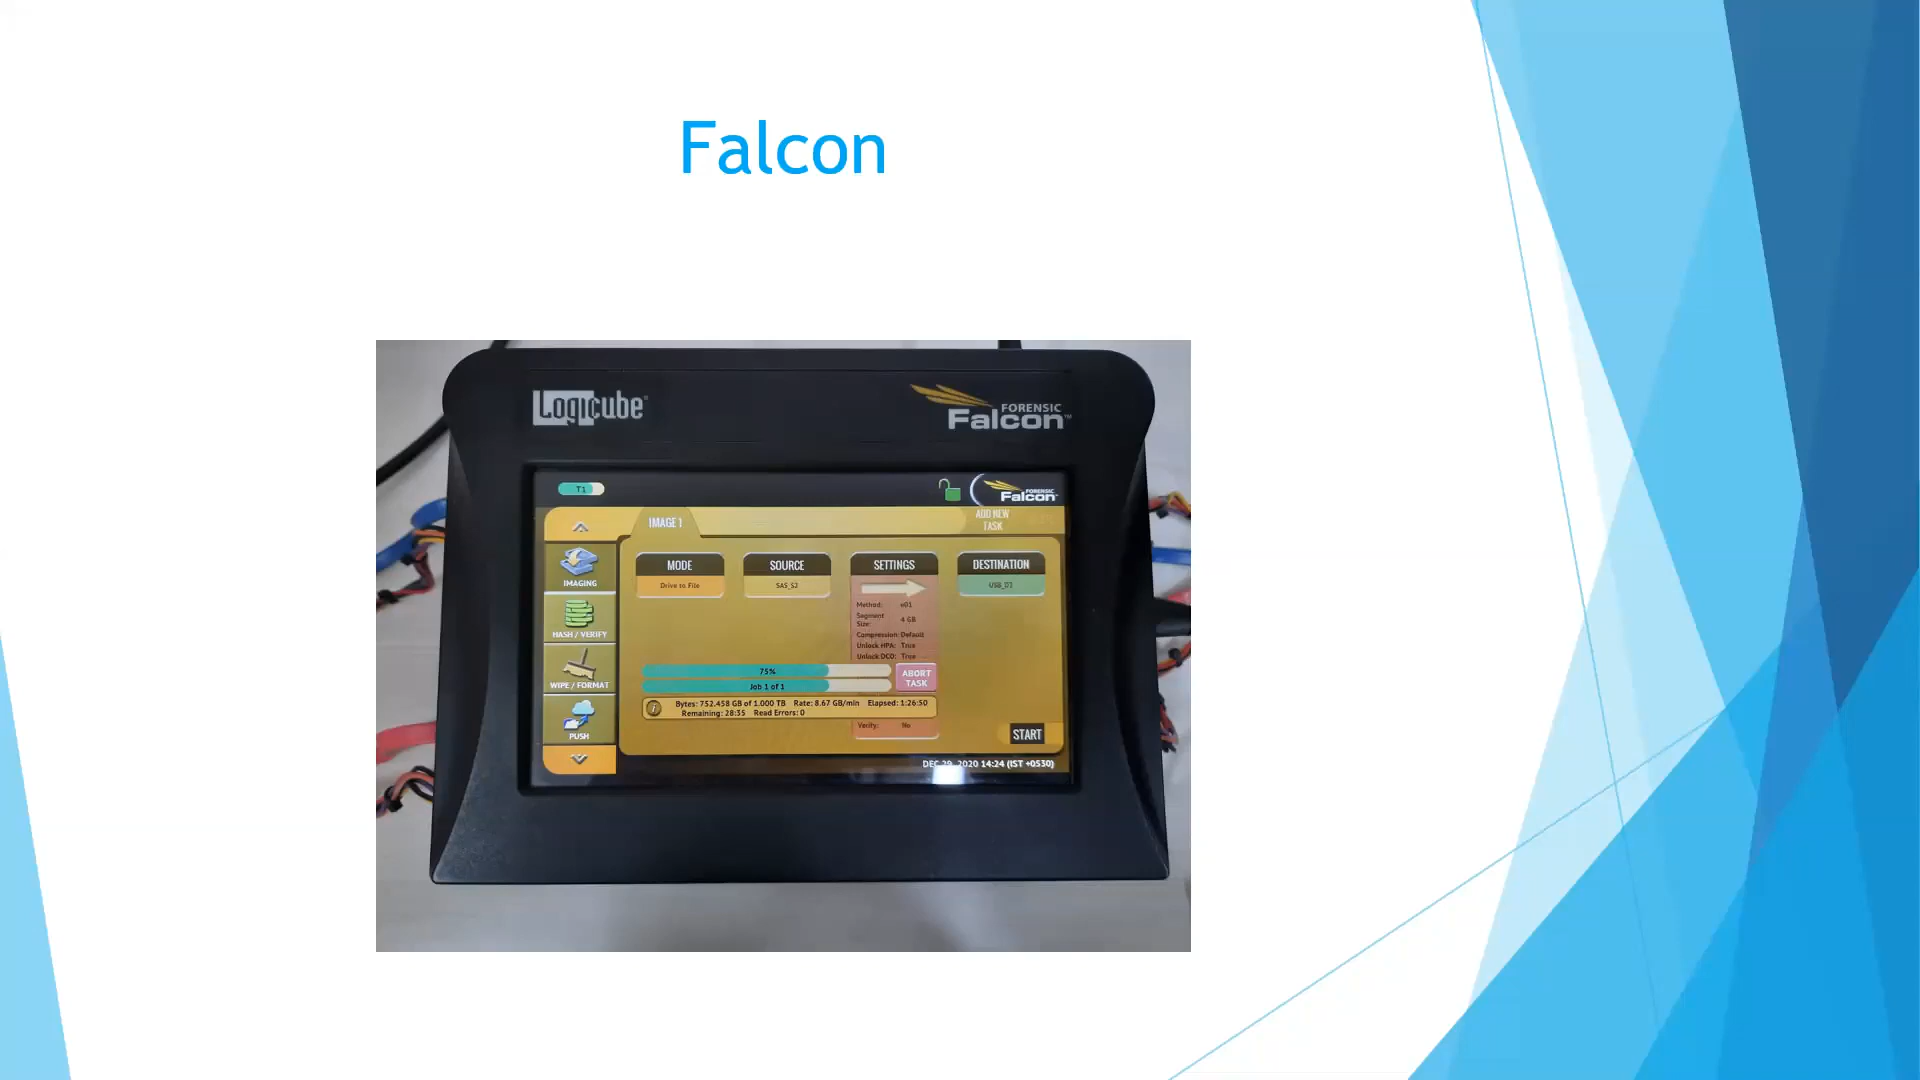 Falcon
Logicube
FORENSIC
Falcon™
T1
FORENSIC
Falcon
IMAGE 1
ADD NEW
TASK
IMAGING
HASH / VERIFY
WIPE / FORMAT
PUSH
MODE
Drive to File
SOURCE
SAS_S2
SETTINGS
Method: e01
Segment
Size: 4 GB
Compression: Default
Unlock HPA: True
Unlock DCO: True
DESTINATION
75%
Job 1 of 1
ABORT
TASK
Bytes: 752.458 GB of 1.000 TB Rate: 8.67 GB/min Elapsed: 1:26:50
Remaining: 28:35 Read Errors: 0
Verify: No
START
DEC 29, 2020 14:24 (IST +0530)